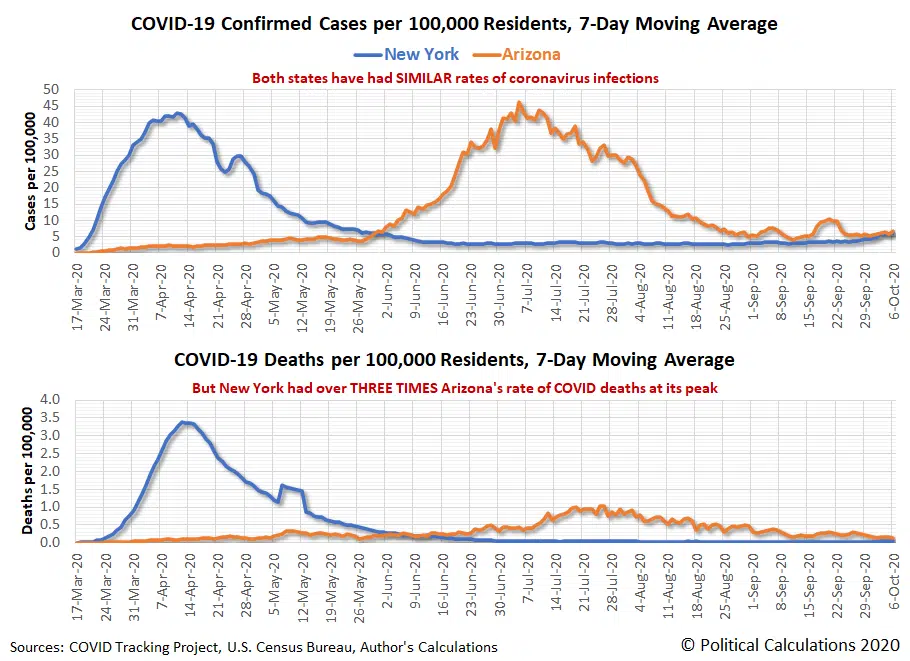 COVID-19 Confirmed Cases per 100,000 Residents, 7-Day Moving Average
New York Arizona
Both states have had SIMILAR rates of coronavirus infections
Cases per 100,000
50
45
40
35
30
25
20
15
10
5
0
17-Mar-20
24-Mar-20
31-Mar-20
7-Apr-20
14-Apr-20
21-Apr-20
28-Apr-20
5-May-20
12-May-20
19-May-20
26-May-20
2-Jun-20
9-Jun-20
16-Jun-20
23-Jun-20
30-Jun-20
7-Jul-20
14-Jul-20
21-Jul-20
28-Jul-20
4-Aug-20
11-Aug-20
18-Aug-20
25-Aug-20
1-Sep-20
8-Sep-20
15-Sep-20
22-Sep-20
29-Sep-20
6-Oct-20
COVID-19 Deaths per 100,000 Residents, 7-Day Moving Average
But New York had over THREE TIMES Arizona's rate of COVID deaths at its peak
Deaths per 100,000
4.0
3.5
3.0
2.5
2.0
1.5
1.0
0.5
0.0
17-Mar-20
24-Mar-20
31-Mar-20
7-Apr-20
14-Apr-20
21-Apr-20
28-Apr-20
5-May-20
12-May-20
19-May-20
26-May-20
2-Jun-20
9-Jun-20
16-Jun-20
23-Jun-20
30-Jun-20
7-Jul-20
14-Jul-20
21-Jul-20
28-Jul-20
4-Aug-20
11-Aug-20
18-Aug-20
25-Aug-20
1-Sep-20
8-Sep-20
15-Sep-20
22-Sep-20
29-Sep-20
6-Oct-20
Sources: COVID Tracking Project, U.S. Census Bureau, Author's Calculations
© Political Calculations 2020